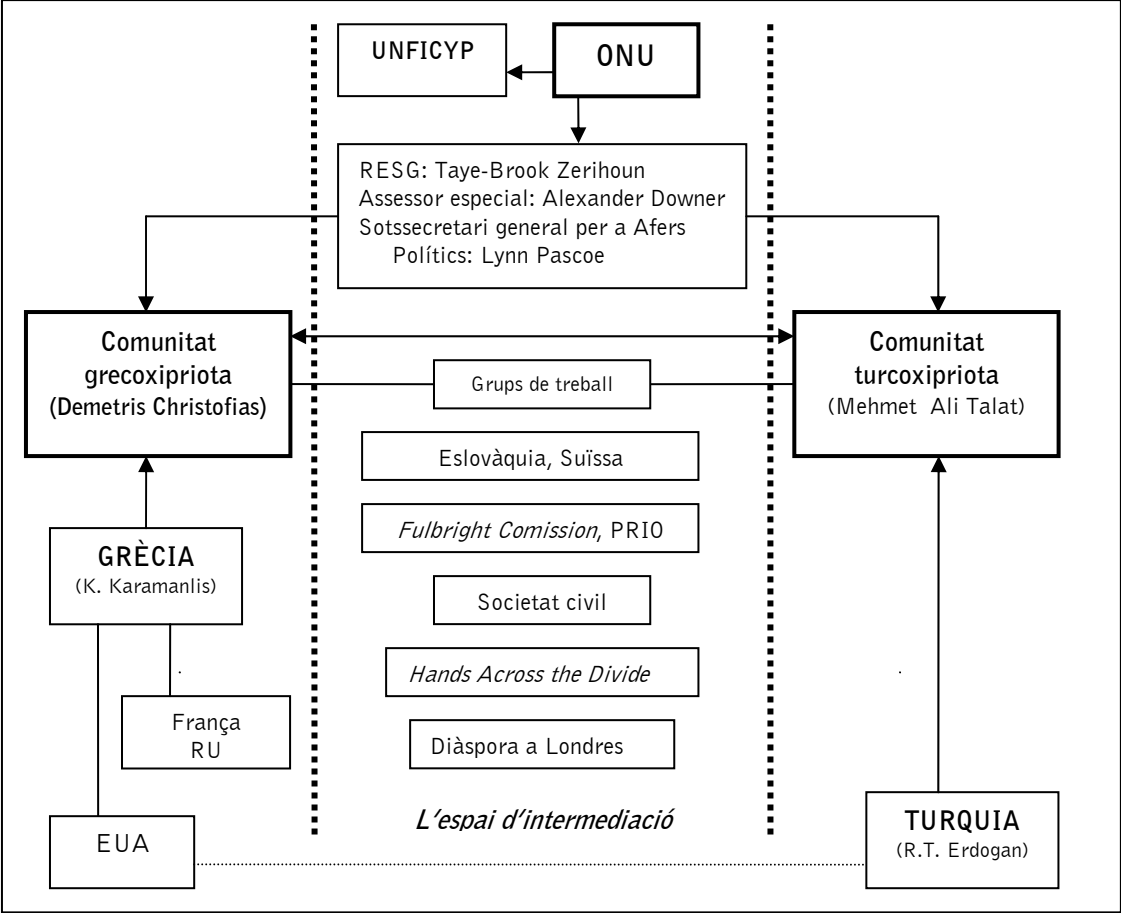 UNFICYP
ONU
RESG: Taye-Brook Zerihoun
Assessor especial: Alexander Downer
Sotssecretari general per a Afers
Polítics: Lynn Pascoe
Comunitat
grecoxipriota
(Demetris Christofias)
Comunitat
turcoxipriota
(Mehmet Ali Talat)
Grups de treball
Eslovàquia, Suïssa
Fulbright Comission, PRIO
GRÈCIA
(K. Karamanlis)
Societat civil
Hands Across the Divide
França
RU
Diàspora a Londres
L'espai d'intermediació
EUA
TURQUIA
(R.T. Erdogan)